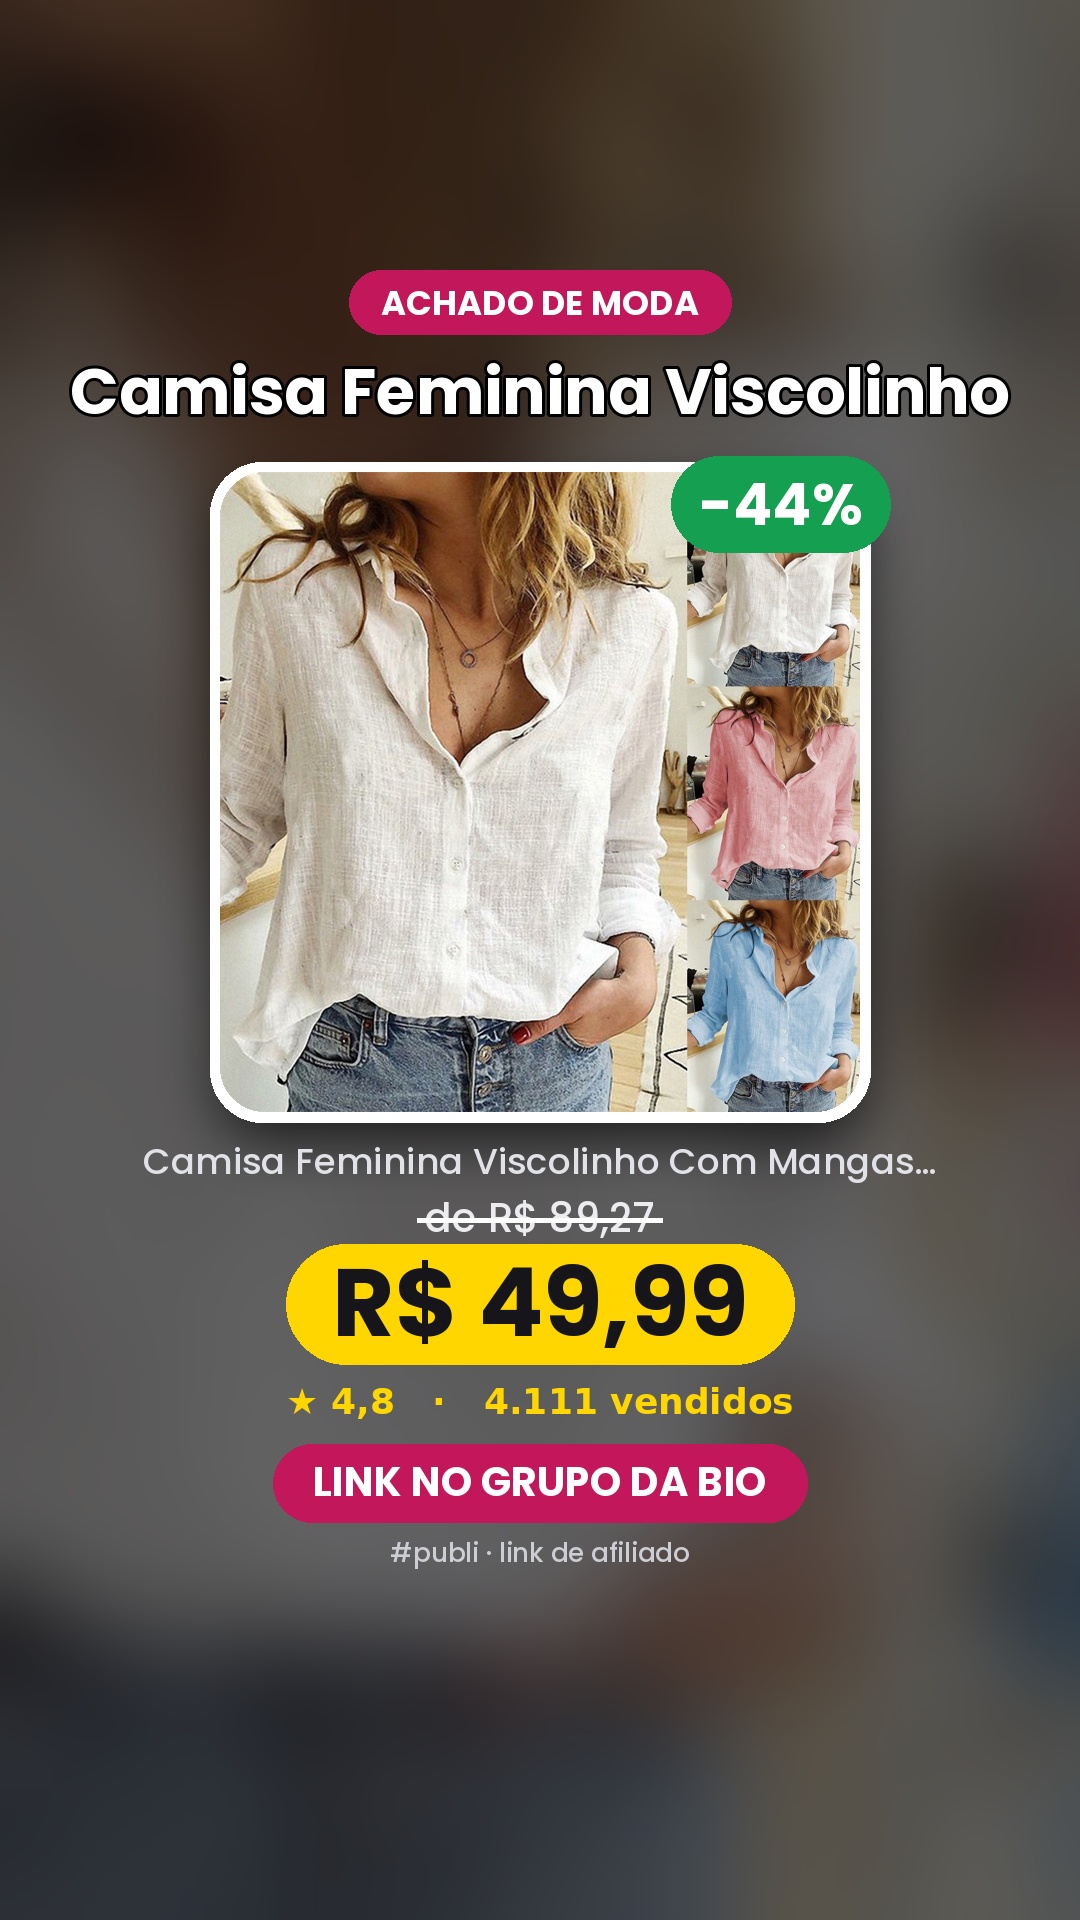 ACHADO DE MODA
Camisa Feminina Viscolinho
-44%
Camisa Feminina Viscolinho Com Mangas...
de R$ 89,27
R$ 49,99
★ 4,8 · 4.111 vendidos
LINK NO GRUPO DA BIO
#publi · link de afiliado